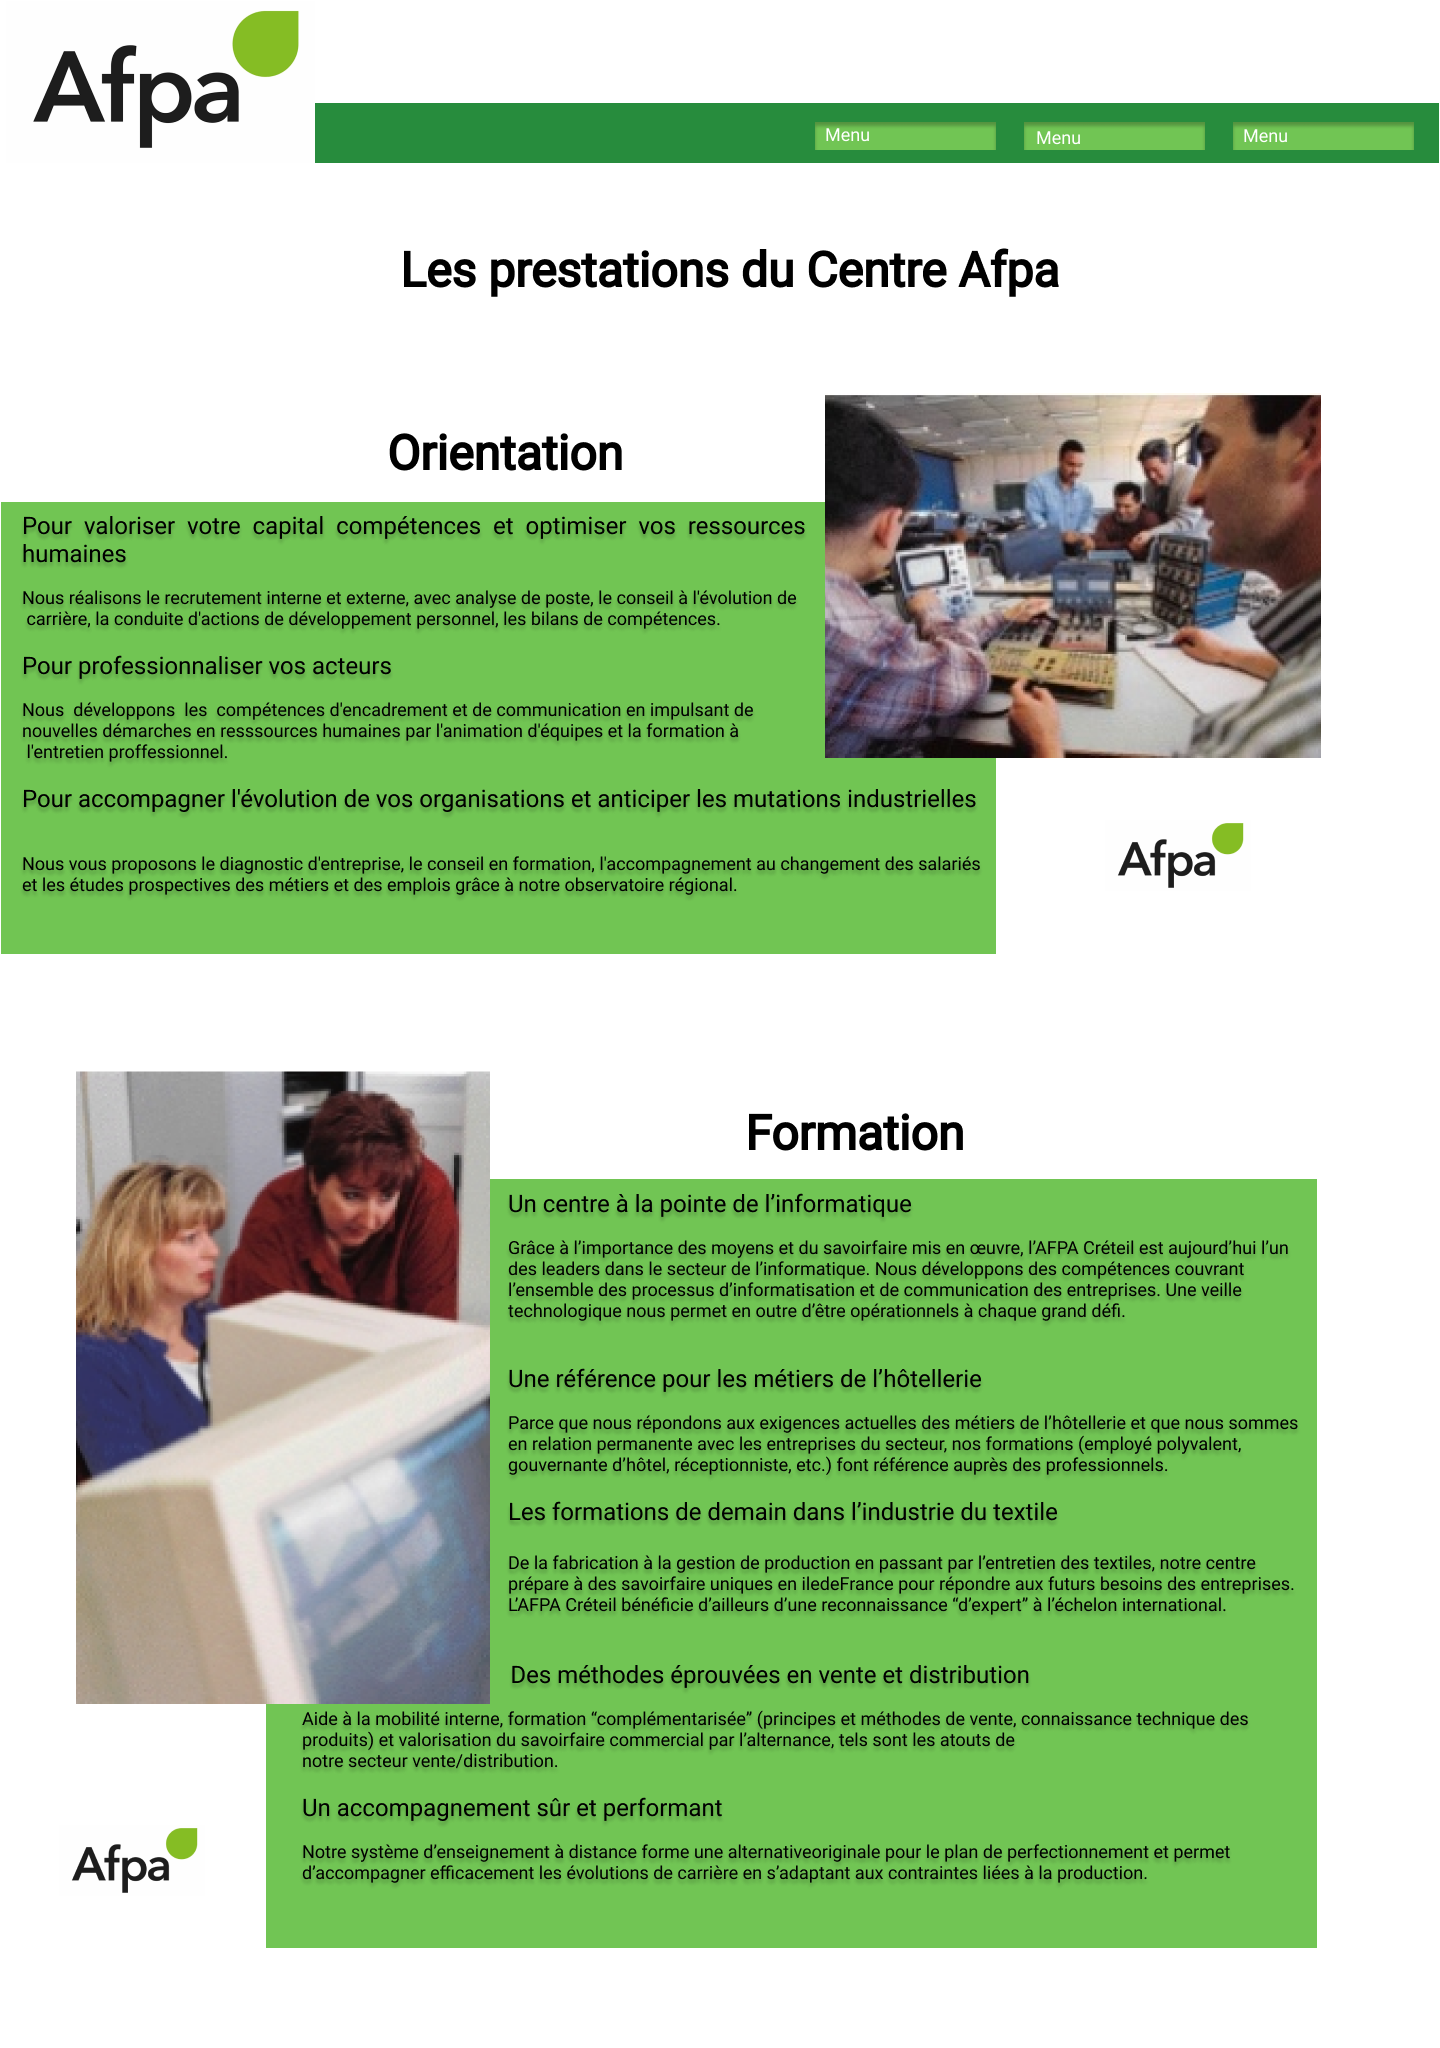 Afpa
Menu
Menu
Menu
Les prestations du Centre Afpa
Orientation
Pour valoriser votre capital compétences et optimiser vos ressources
humaines
Nous réalisons le recrutement interne et externe, avec analyse de poste, le conseil à l'évolution de
carrière, la conduite d'actions de développement personnel, les bilans de compétences.
Pour professionnaliser vos acteurs
Nous développons les compétences d'encadrement et de communication en impulsant de
nouvelles démarches en resssources humaines par l'animation d'équipes et la formation à
l'entretien proffessionnel.
Pour accompagner l'évolution de vos organisations et anticiper les mutations industrielles
Nous vous proposons le diagnostic d'entreprise, le conseil en formation, l'accompagnement au changement des salariés
et les études prospectives des métiers et des emplois grâce à notre observatoire régional.
Afpa
Formation
Un centre à la pointe de l’informatique
Grâce à l’importance des moyens et du savoirfaire mis en œuvre, l’AFPA Créteil est aujourd’hui l’un
des leaders dans le secteur de l’informatique. Nous développons des compétences couvrant
l’ensemble des processus d’informatisation et de communication des entreprises. Une veille
technologique nous permet en outre d’être opérationnels à chaque grand défi.
Une référence pour les métiers de l’hôtellerie
Parce que nous répondons aux exigences actuelles des métiers de l’hôtellerie et que nous sommes
en relation permanente avec les entreprises du secteur, nos formations (employé polyvalent,
gouvernante d’hôtel, réceptionniste, etc.) font référence auprès des professionnels.
Les formations de demain dans l’industrie du textile
De la fabrication à la gestion de production en passant par l’entretien des textiles, notre centre
prépare à des savoirfaire uniques en iledeFrance pour répondre aux futurs besoins des entreprises.
L’AFPA Créteil bénéficie d’ailleurs d’une reconnaissance “d’expert” à l’échelon international.
Des méthodes éprouvées en vente et distribution
Aide à la mobilité interne, formation “complémentarisée” (principes et méthodes de vente, connaissance technique des
produits) et valorisation du savoirfaire commercial par l’alternance, tels sont les atouts de
notre secteur vente/distribution.
Un accompagnement sûr et performant
Notre système d’enseignement à distance forme une alternativeoriginale pour le plan de perfectionnement et permet
d’accompagner efficacement les évolutions de carrière en s’adaptant aux contraintes liées à la production.
Afpa